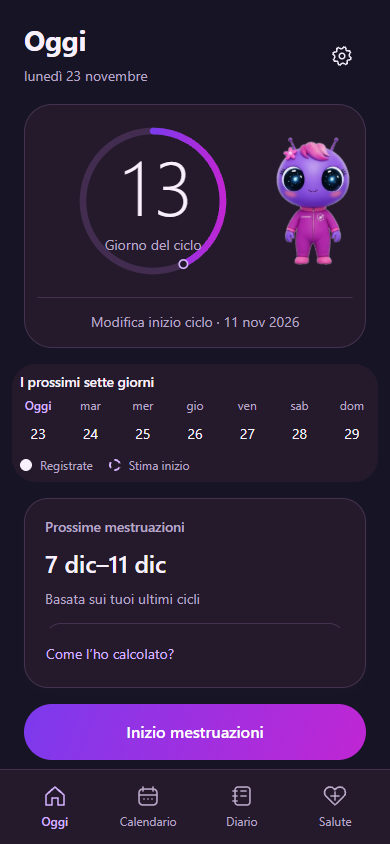 Oggi
lunedì 23 novembre
13
Giorno del ciclo
Modifica inizio ciclo · 11 nov 2026
I prossimi sette giorni
Oggi mar mer gio ven sab dom
23 24 25 26 27 28 29
Registrate Stima inizio
Prossime mestruazioni
7 dic–11 dic
Basata sui tuoi ultimi cicli
Come l’ho calcolato?
Inizio mestruazioni
Oggi Calendario Diario Salute